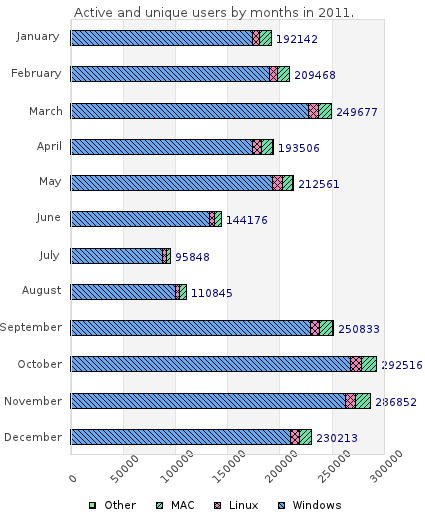 Active and unique users by months in 2011.
January 192142
February 209468
March 249677
April 193506
May 212561
June 144176
July 95848
August 110845
September 250833
October 292516
November 286852
December 230213
0 50000 100000 150000 200000 250000 300000
Other MAC Linux Windows